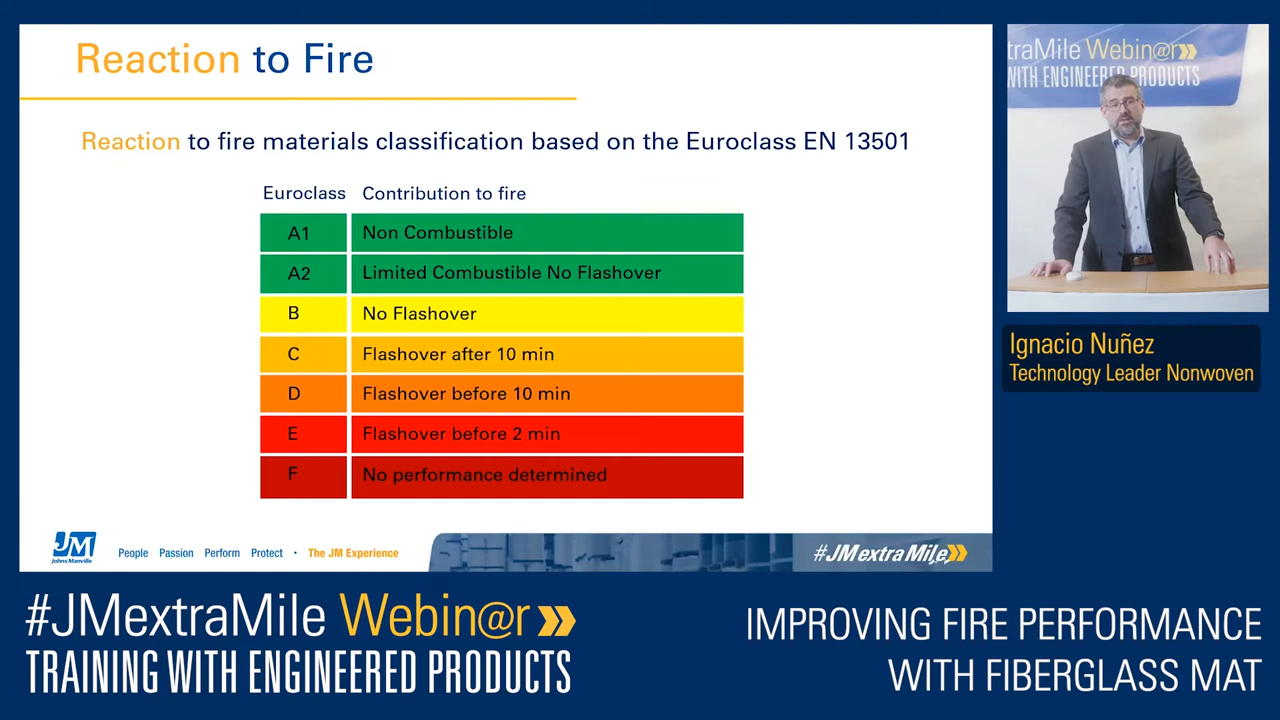 Reaction to Fire
Reaction to fire materials classification based on the Euroclass EN 13501
Euroclass Contribution to fire
A1 Non Combustible
A2 Limited Combustible No Flashover
B No Flashover
C Flashover after 10 min
D Flashover before 10 min
E Flashover before 2 min
F No performance determined
JM
Johns Manville
People Passion Perform Protect • The JM Experience
#JMextraMile
traMile Webin@r
WITH ENGINEERED PRODUCTS
Ignacio Nuñez
Technology Leader Nonwoven
#JMextraMile Webin@r
TRAINING WITH ENGINEERED PRODUCTS
IMPROVING FIRE PERFORMANCE
WITH FIBERGLASS MAT